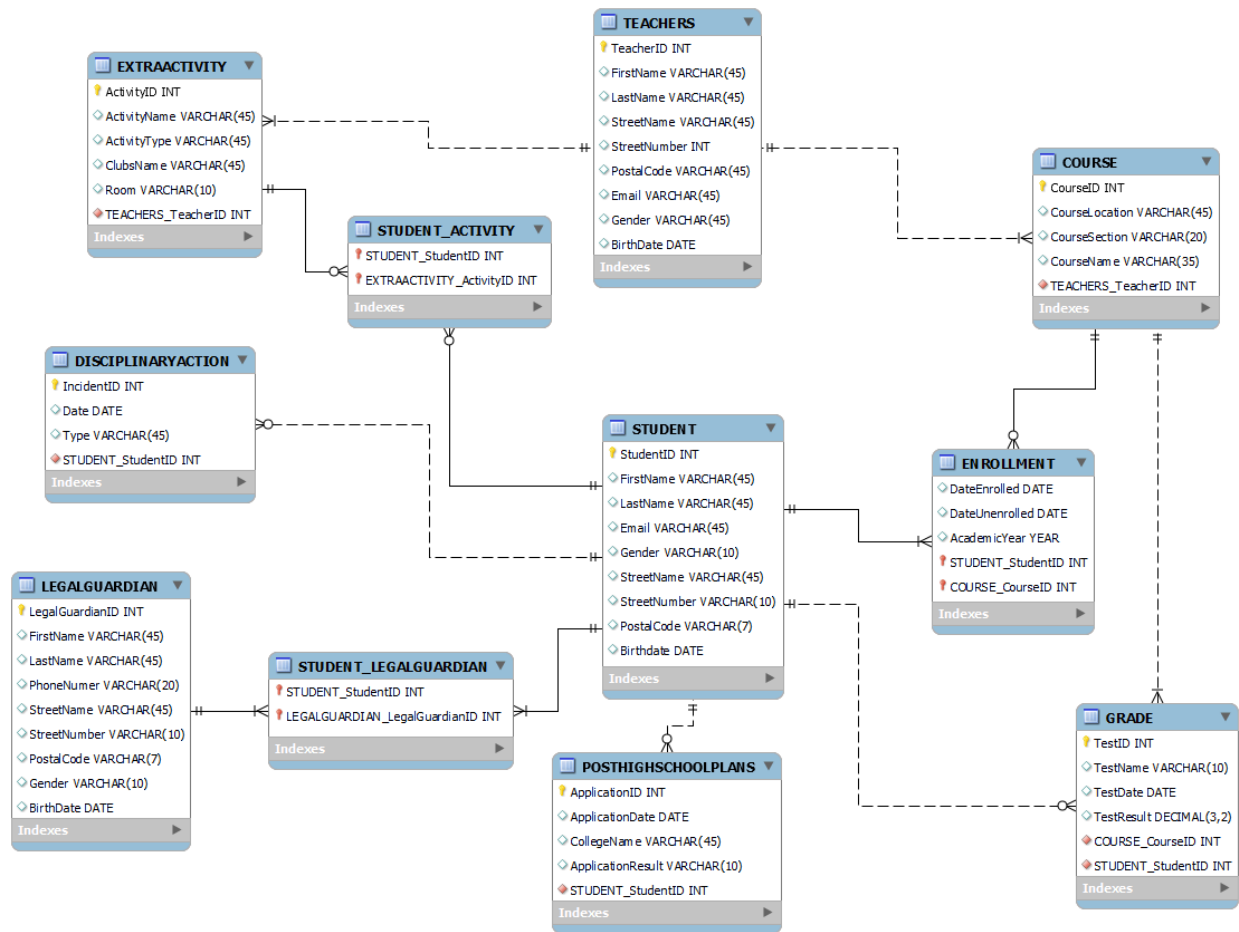 TEACHERS
TeacherID INT
FirstName VARCHAR(45)
LastName VARCHAR(45)
StreetName VARCHAR(45)
StreetNumber INT
PostalCode VARCHAR(45)
Email VARCHAR(45)
Gender VARCHAR(45)
BirthDate DATE
Indexes
EXTRAACTIVITY
ActivityID INT
ActivityName VARCHAR(45)
ActivityType VARCHAR(45)
ClubsName VARCHAR(45)
Room VARCHAR(10)
TEACHERS_TeacherID INT
Indexes
COURSE
CourseID INT
CourseLocation VARCHAR(45)
CourseSection VARCHAR(20)
CourseName VARCHAR(35)
TEACHERS_TeacherID INT
Indexes
STUDENT_ACTIVITY
STUDENT_StudentID INT
EXTRAACTIVITY_ActivityID INT
Indexes
DISCIPLINARYACTION
IncidentID INT
Date DATE
Type VARCHAR(45)
STUDENT_StudentID INT
Indexes
STUDENT
StudentID INT
FirstName VARCHAR(45)
LastName VARCHAR(45)
Email VARCHAR(45)
Gender VARCHAR(10)
StreetName VARCHAR(45)
StreetNumber VARCHAR(10)
PostalCode VARCHAR(7)
Birthdate DATE
Indexes
ENROLLMENT
DateEnrolled DATE
DateUnenrolled DATE
AcademicYear YEAR
STUDENT_StudentID INT
COURSE_CourseID INT
Indexes
LEGALGUARDIAN
LegalGuardianID INT
FirstName VARCHAR(45)
LastName VARCHAR(45)
PhoneNumer VARCHAR(20)
StreetName VARCHAR(45)
StreetNumber VARCHAR(10)
PostalCode VARCHAR(7)
Gender VARCHAR(10)
BirthDate DATE
Indexes
STUDENT_LEGALGUARDIAN
STUDENT_StudentID INT
LEGALGUARDIAN_LegalGuardianID INT
Indexes
POSTHIGHSCHOOLPLANS
ApplicationID INT
ApplicationDate DATE
CollegeName VARCHAR(45)
ApplicationResult VARCHAR(10)
STUDENT_StudentID INT
Indexes
GRADE
TestID INT
TestName VARCHAR(10)
TestDate DATE
TestResult DECIMAL(3,2)
COURSE_CourseID INT
STUDENT_StudentID INT
Indexes